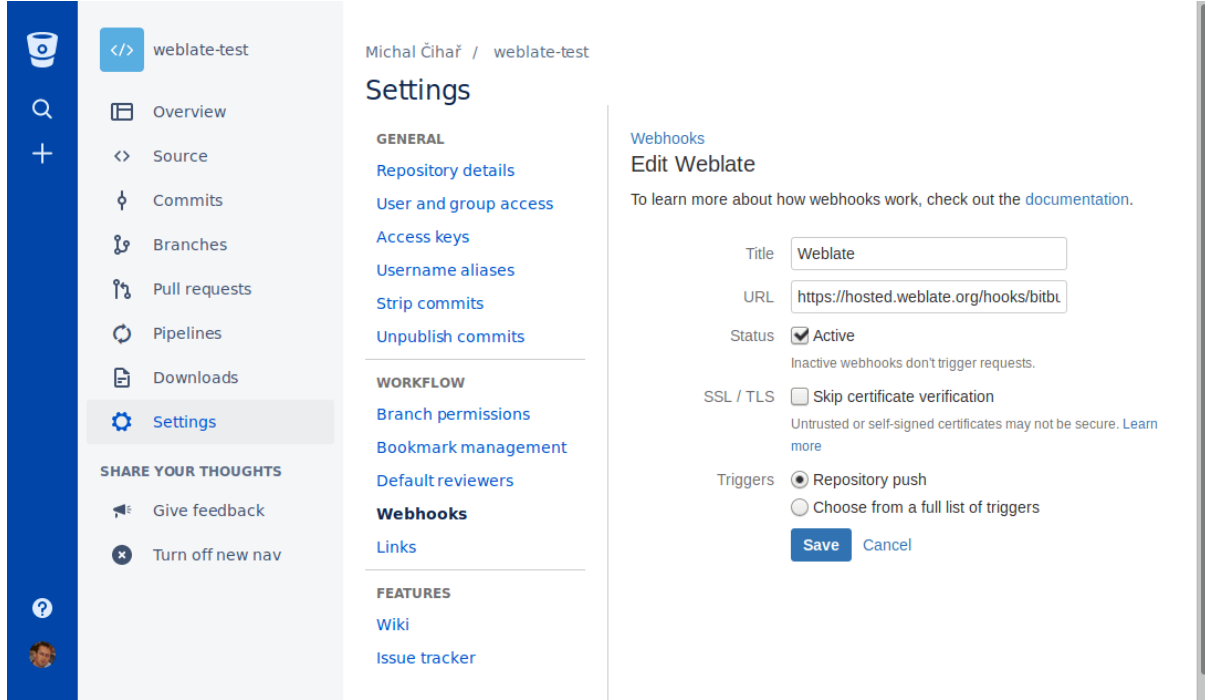 weblate-test
Overview
Source
Commits
Branches
Pull requests
Pipelines
Downloads
Settings
SHARE YOUR THOUGHTS
Give feedback
Turn off new nav
Michal Čihař / weblate-test
Settings
GENERAL
Repository details
User and group access
Access keys
Username aliases
Strip commits
Unpublish commits
WORKFLOW
Branch permissions
Bookmark management
Default reviewers
Webhooks
Links
FEATURES
Wiki
Issue tracker
Webhooks
Edit Weblate
To learn more about how webhooks work, check out the documentation.
Title Weblate
URL https://hosted.weblate.org/hooks/bitbu
Status Active
Inactive webhooks don't trigger requests.
SSL / TLS Skip certificate verification
Untrusted or self-signed certificates may not be secure. Learn
more
Triggers Repository push
Choose from a full list of triggers
Save Cancel